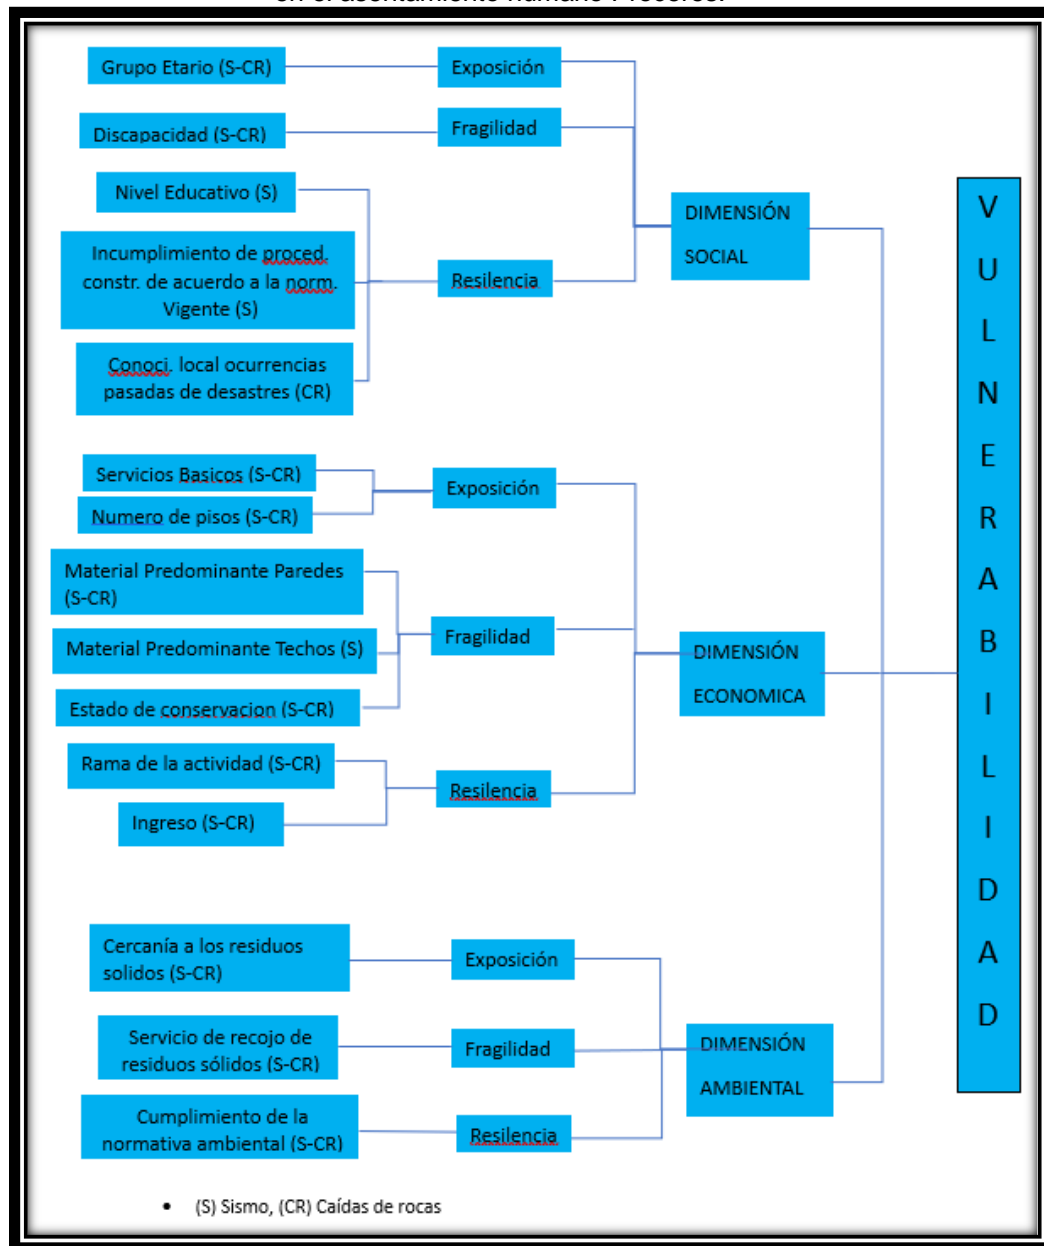 Grupo Etario (S-CR)
Exposición
Discapacidad (S-CR)
Fragilidad
Nivel Educativo (S)
Incumplimiento de proced.
constr. de acuerdo a la norm.
Vigente (S)
Resilencia
Conoci. local ocurrencias
pasadas de desastres (CR)
DIMENSIÓN
SOCIAL
Servicios Basicos (S-CR)
Numero de pisos (S-CR)
Exposición
Material Predominante Paredes
(S-CR)
Material Predominante Techos (S)
Estado de conservacion (S-CR)
Fragilidad
Rama de la actividad (S-CR)
Ingreso (S-CR)
Resilencia
DIMENSIÓN
ECONOMICA
Cercanía a los residuos
solidos (S-CR)
Exposición
Servicio de recojo de
residuos sólidos (S-CR)
Fragilidad
Cumplimiento de la
normativa ambiental (S-CR)
Resilencia
DIMENSIÓN
AMBIENTAL
V
U
L
N
E
R
A
B
I
L
I
D
A
D
• (S) Sismo, (CR) Caídas de rocas